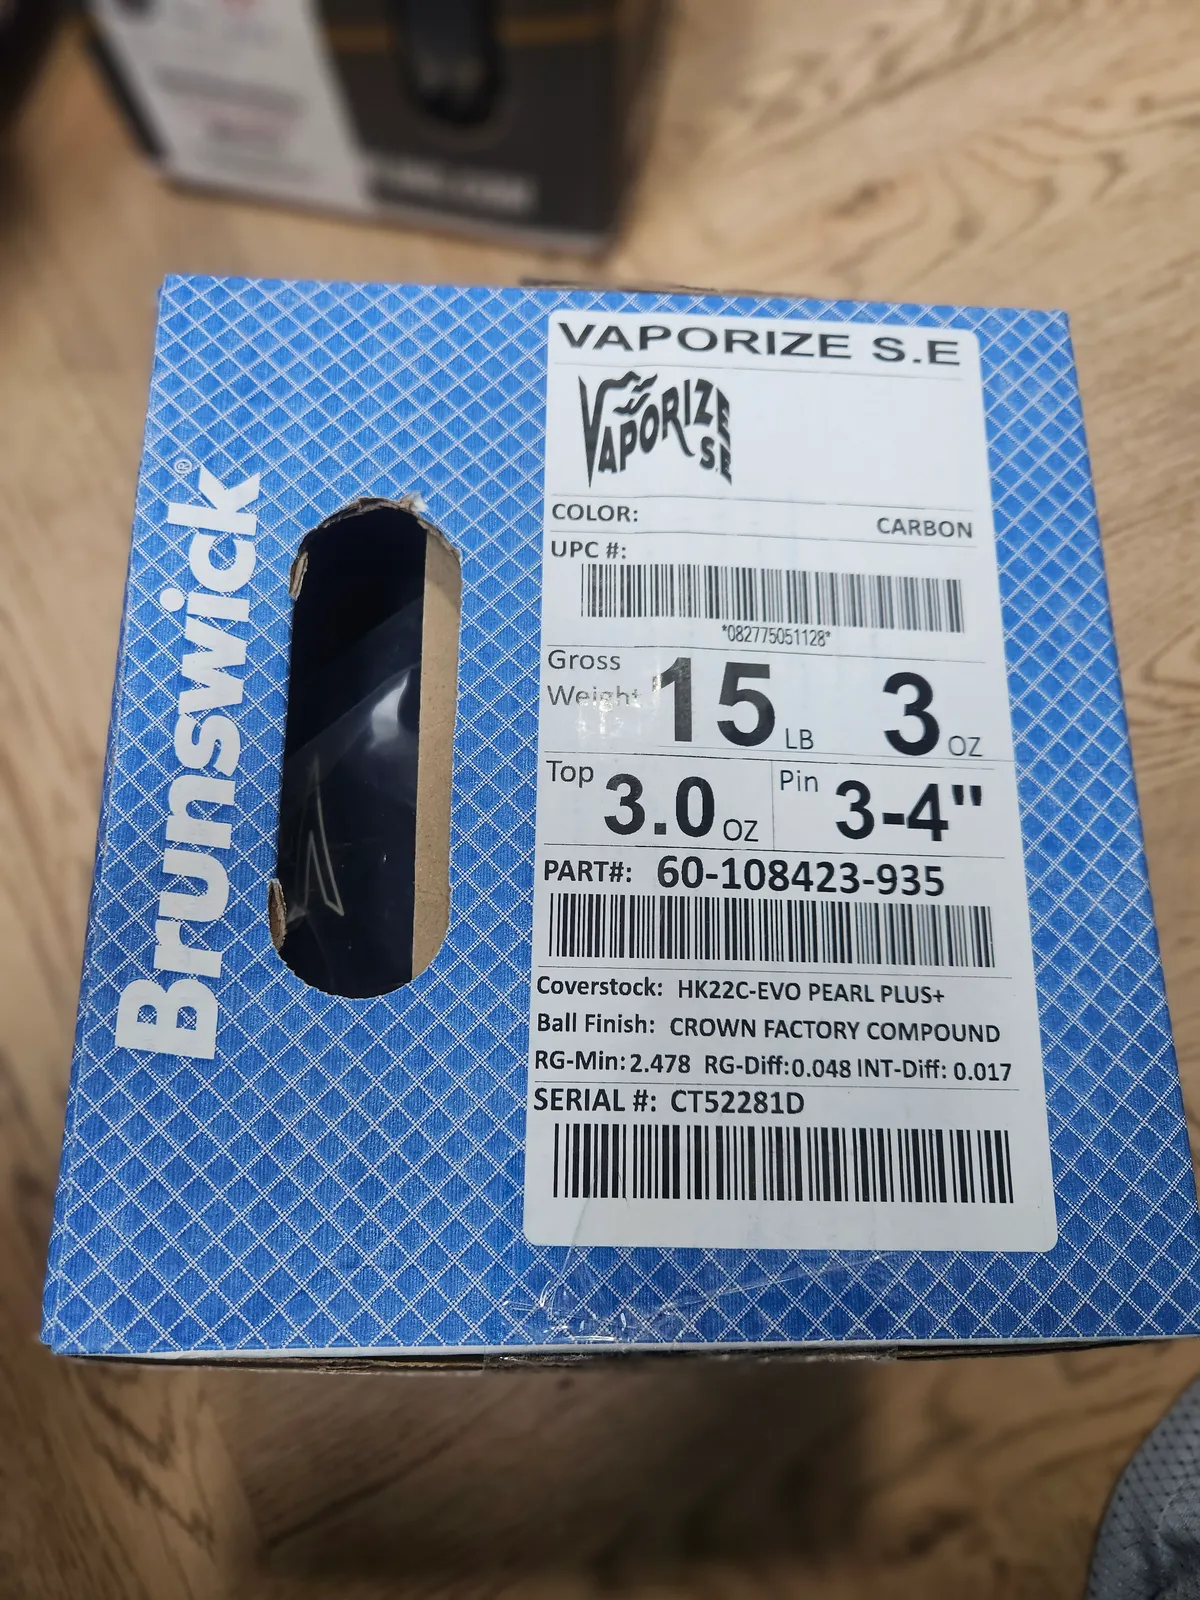 Brunswick®
VAPORIZE S.E
VAPORIZE
S.E
COLOR: CARBON
UPC #:
*082775051128*
Gross
Weight 15 LB 3 OZ
Top 3.0 OZ Pin 3-4"
PART#: 60-108423-935
Coverstock: HK22C-EVO PEARL PLUS+
Ball Finish: CROWN FACTORY COMPOUND
RG-Min: 2.478 RG-Diff: 0.048 INT-Diff: 0.017
SERIAL #: CT52281D